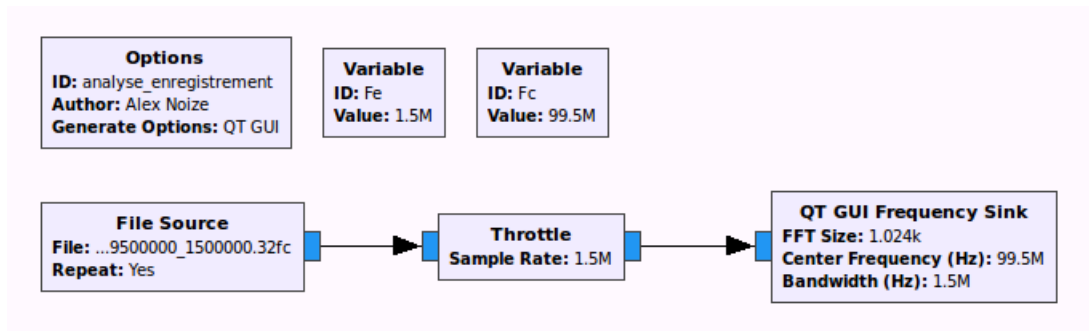 Options
ID: analyse_enregistrement
Author: Alex Noize
Generate Options: QT GUI
Variable
ID: Fe
Value: 1.5M
Variable
ID: Fc
Value: 99.5M
File Source
File: ...9500000_1500000.32fc
Repeat: Yes
Throttle
Sample Rate: 1.5M
QT GUI Frequency Sink
FFT Size: 1.024k
Center Frequency (Hz): 99.5M
Bandwidth (Hz): 1.5M